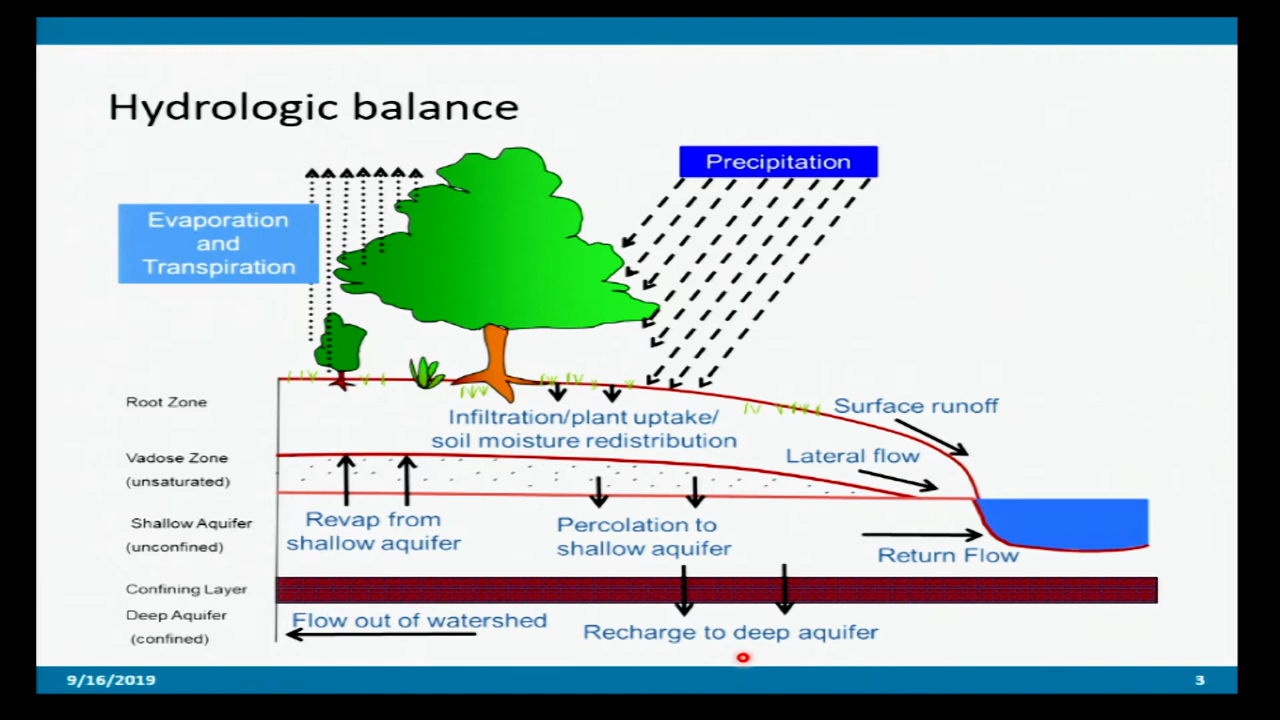 Hydrologic balance
Precipitation
Evaporation
and
Transpiration
Root Zone
Infiltration/plant uptake/
soil moisture redistribution
Surface runoff
Lateral flow
Vadose Zone
(unsaturated)
Shallow Aquifer
(unconfined)
Revap from
shallow aquifer
Percolation to
shallow aquifer
Return Flow
Confining Layer
Deep Aquifer
(confined)
Flow out of watershed
Recharge to deep aquifer
9/16/2019
3